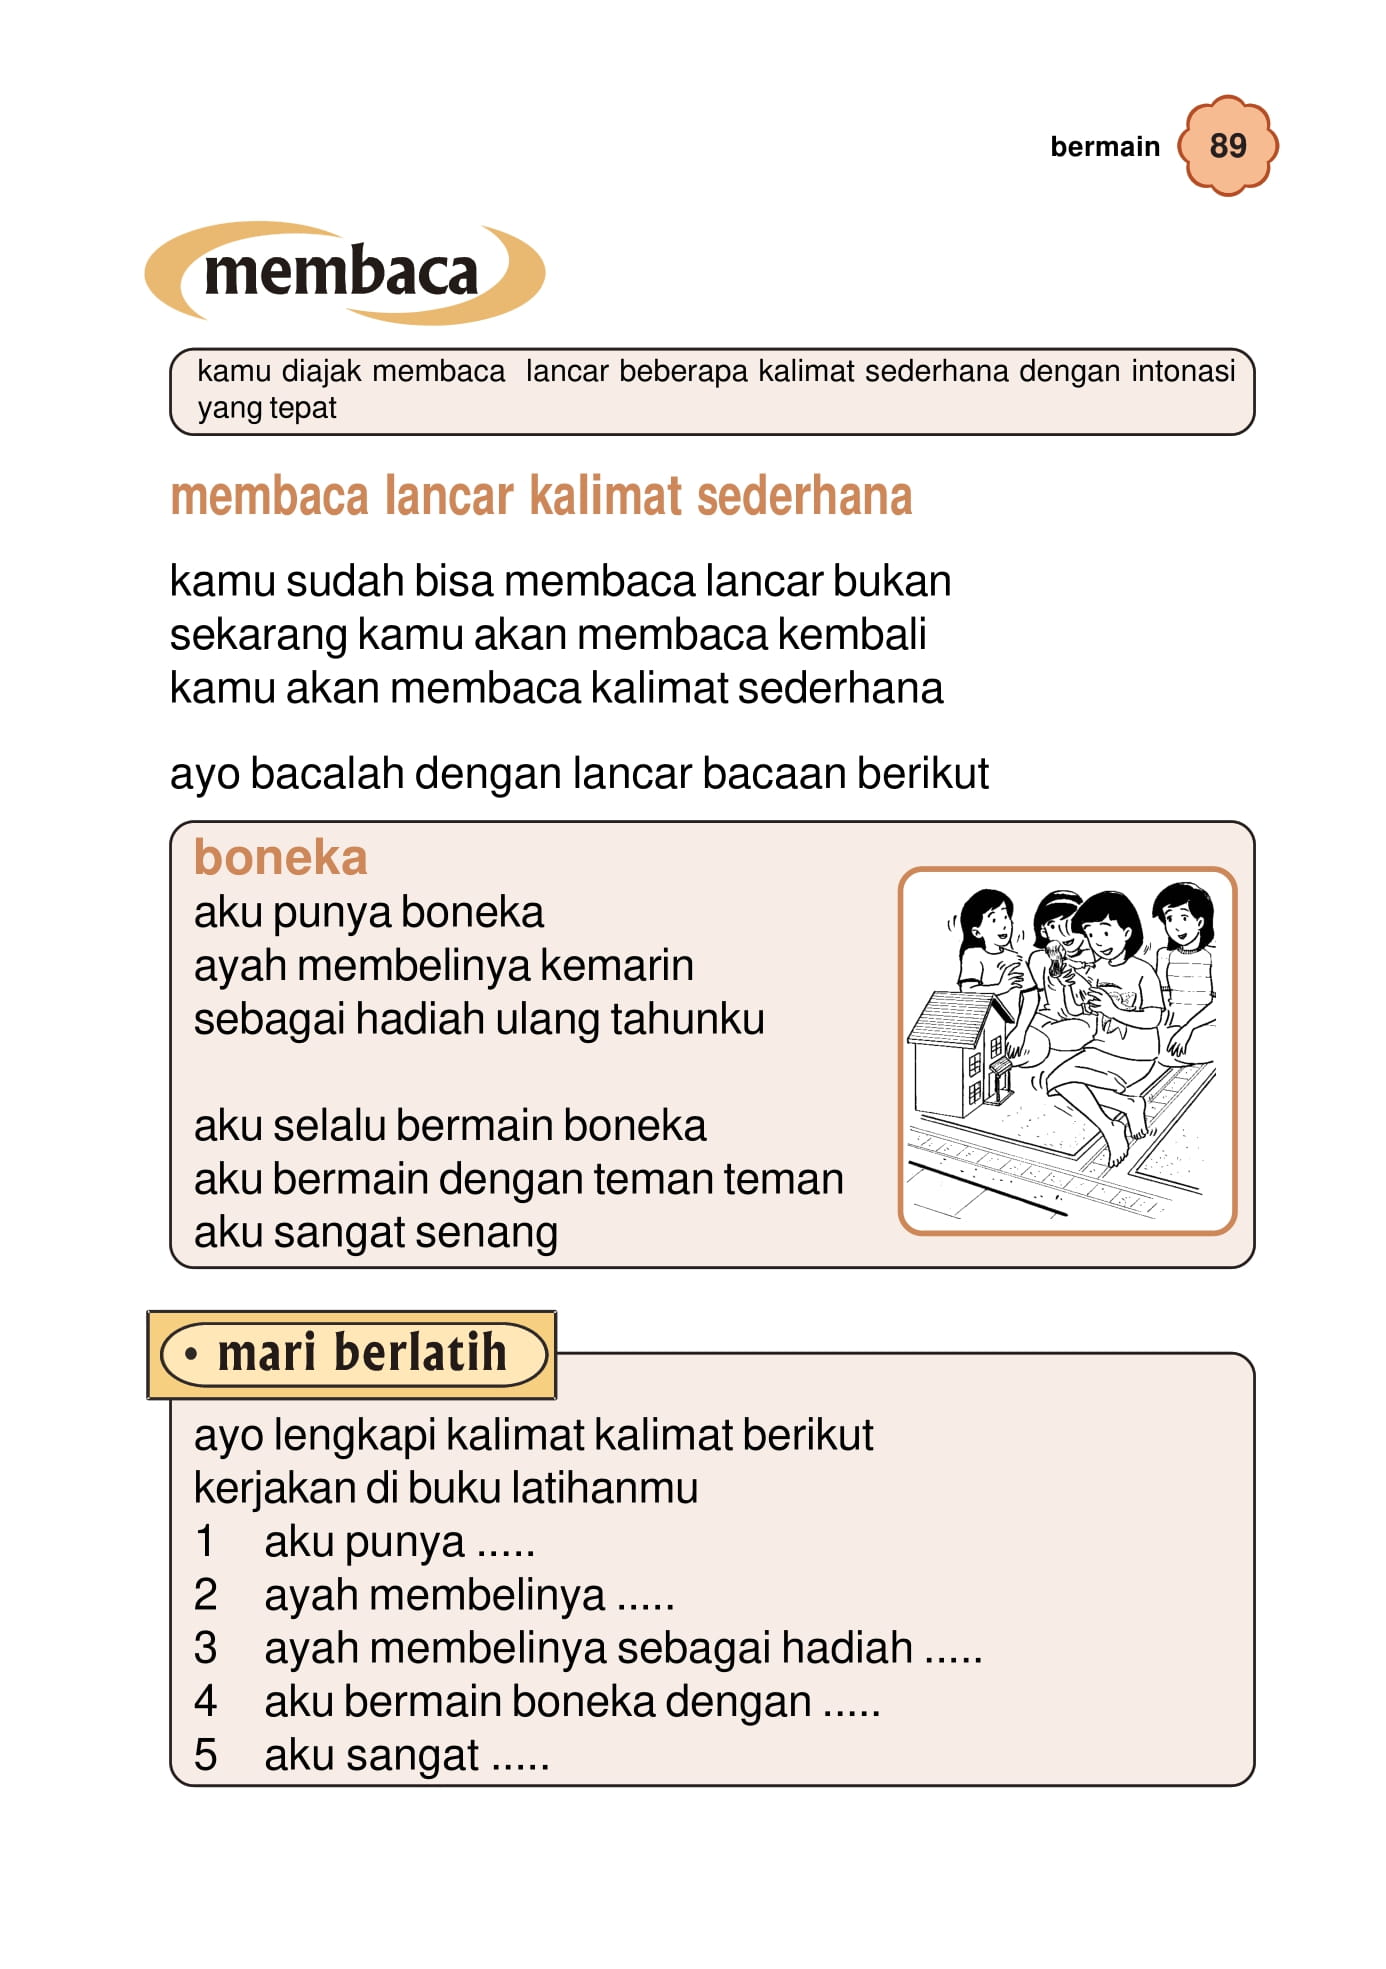 bermain 89
membaca
kamu diajak membaca lancar beberapa kalimat sederhana dengan intonasi
yang tepat
membaca lancar kalimat sederhana
kamu sudah bisa membaca lancar bukan
sekarang kamu akan membaca kembali
kamu akan membaca kalimat sederhana
ayo bacalah dengan lancar bacaan berikut
boneka
aku punya boneka
ayah membelinya kemarin
sebagai hadiah ulang tahunku
aku selalu bermain boneka
aku bermain dengan teman teman
aku sangat senang
• mari berlatih
ayo lengkapi kalimat kalimat berikut
kerjakan di buku latihanmu
1 aku punya .....
2 ayah membelinya .....
3 ayah membelinya sebagai hadiah .....
4 aku bermain boneka dengan .....
5 aku sangat .....